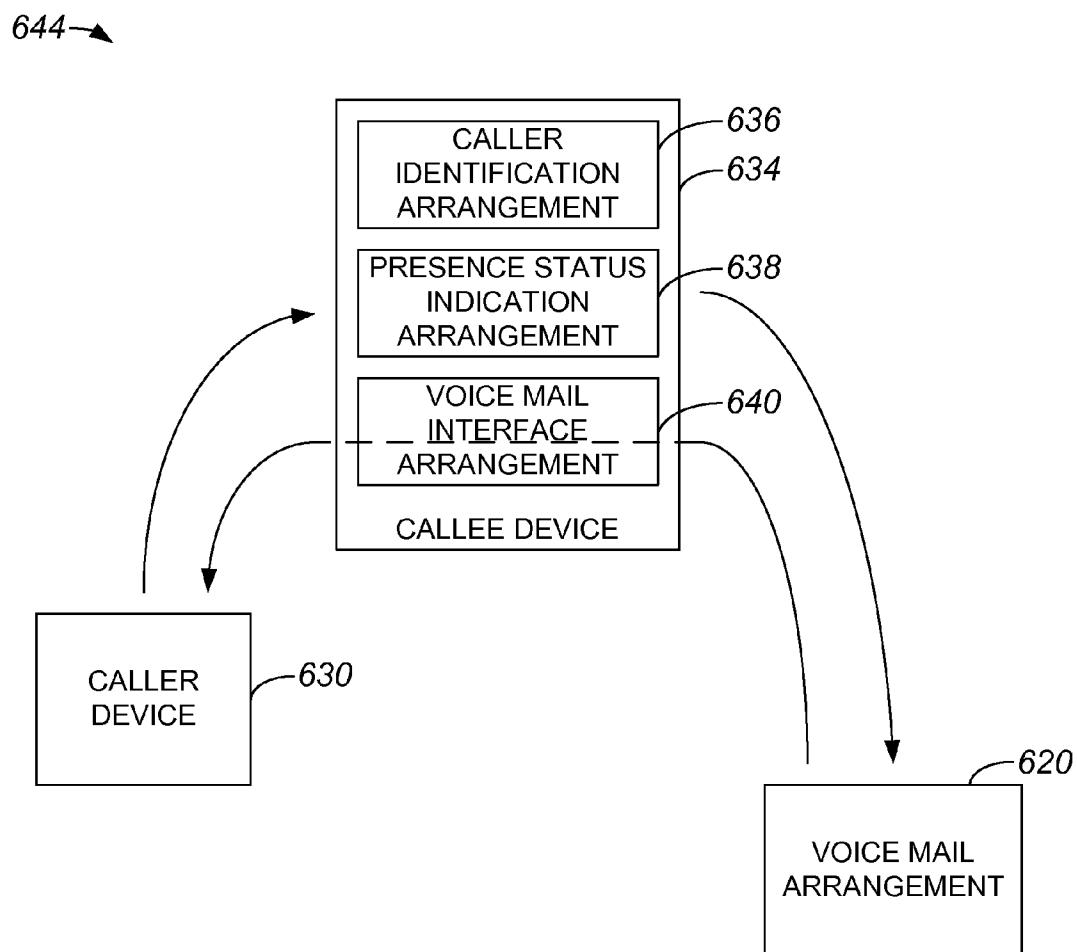 644
CALLER
IDENTIFICATION
ARRANGEMENT
636
634
PRESENCE STATUS
INDICATION
ARRANGEMENT
638
VOICE MAIL
INTERFACE
ARRANGEMENT
640
CALLEE DEVICE
CALLER
DEVICE
630
620
VOICE MAIL
ARRANGEMENT